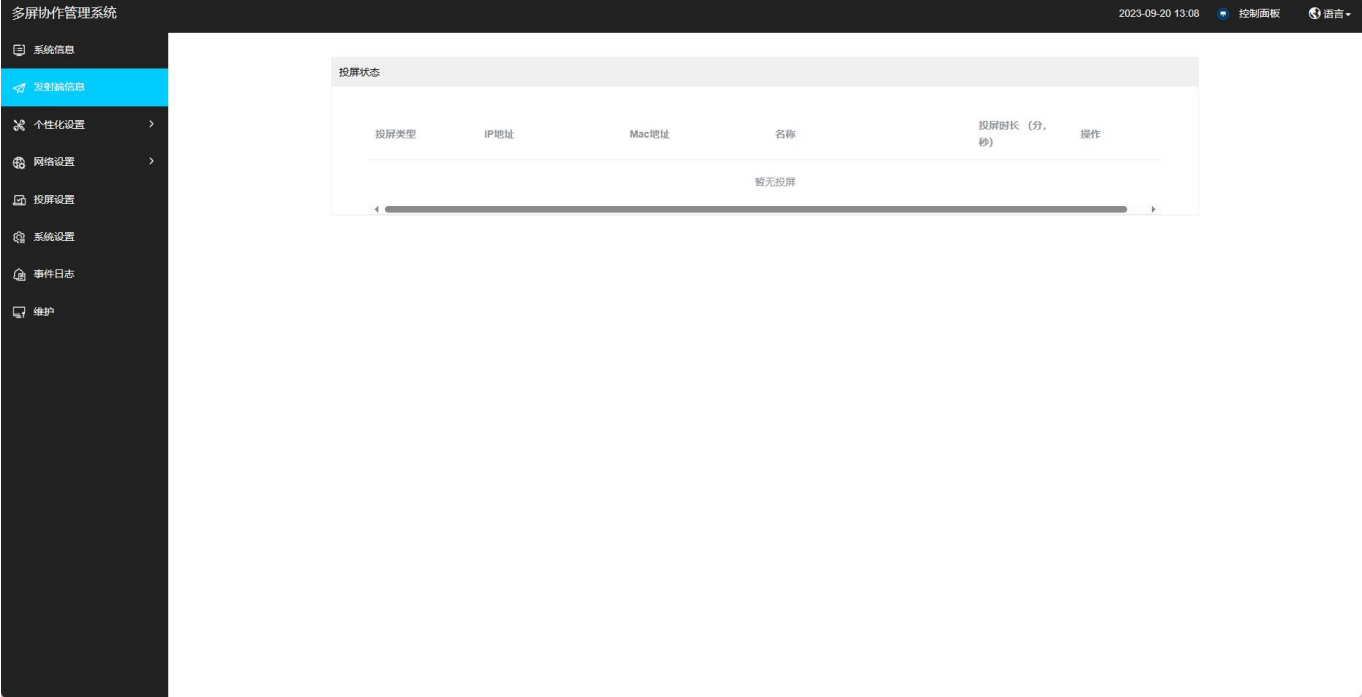 多屏协作管理系统
2023-09-20 13:08 控制面板 语言
系统信息
发射端信息
个性化设置
网络设置
投屏设置
系统设置
事件日志
维护
投屏状态
投屏类型 IP地址 Mac地址 名称 投屏时长（分,
秒） 操作
暂无投屏